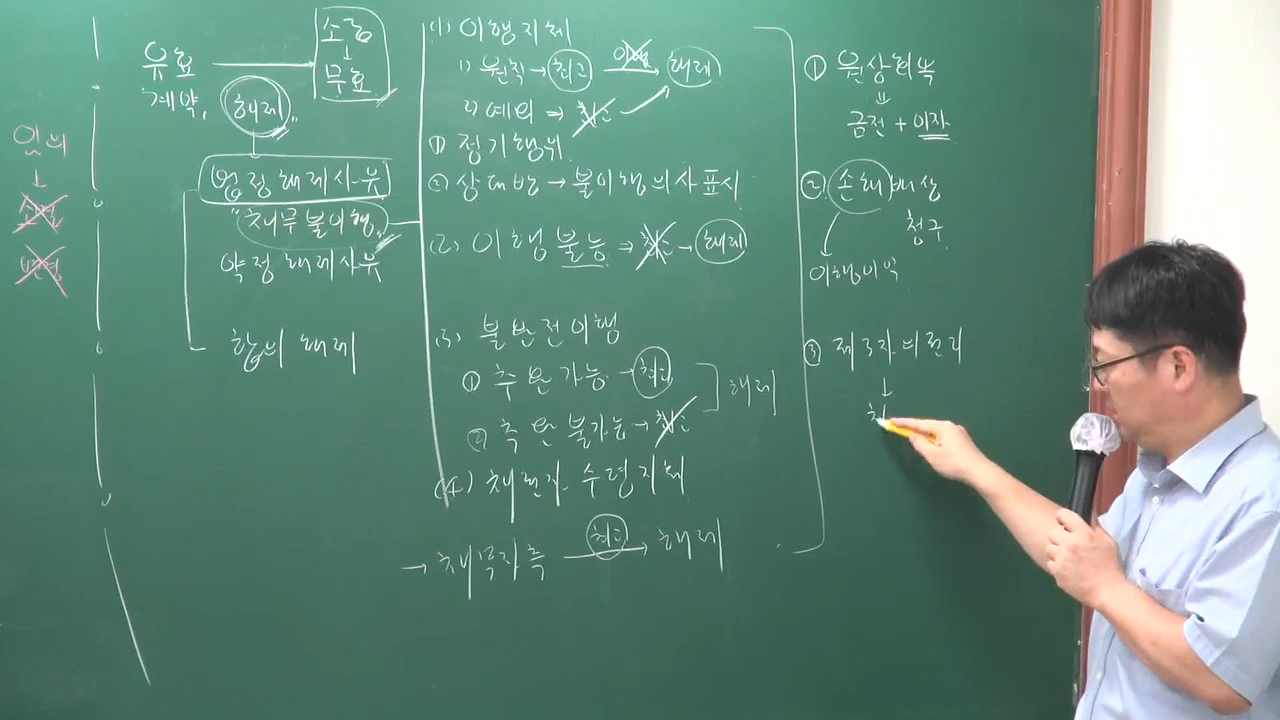 유효
계약, 해제
소급
↓
무효
임의
↓
법정해제사유
"채무불이행"
약정해제사유
합의해제
(1) 이행지체
1) 원칙 → 최고 → 해제
2) 예외 ⇒ 최고
① 정기행위
② 상대방 → 불이행의사표시
(2) 이행불능 ⇒ 최고 → 해제
(3) 불완전이행
① 추완가능 → 최고
② 추완불가능 → 최고
해제
(4) 채권자 수령지체
→ 채무자측 최고 → 해제
① 원상회복
금전 + 이자
② 손해배상
청구
이행이익
③ 제3자의 권리
↓